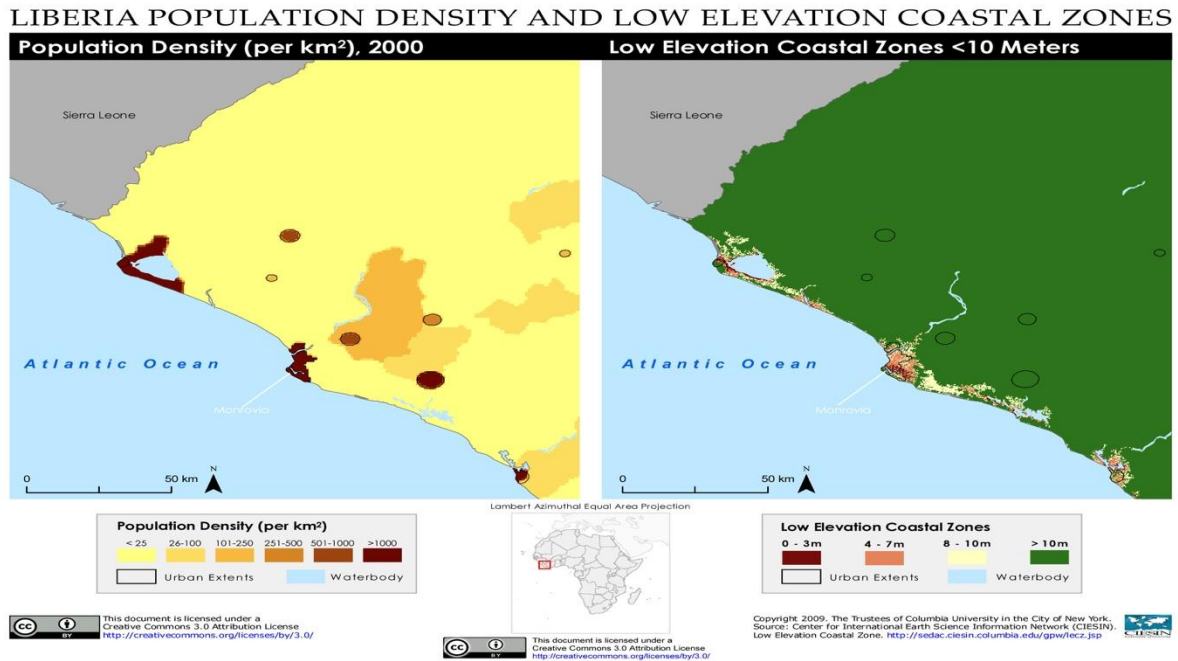 LIBERIA POPULATION DENSITY AND LOW ELEVATION COASTAL ZONES
Population Density (per km²), 2000
Sierra Leone
Atlantic Ocean
Monrovia
0 50 km
N
Low Elevation Coastal Zones <10 Meters
Sierra Leone
Atlantic Ocean
Monrovia
0 50 km
N
Lambert Azimuthal Equal Area Projection
Population Density (per km²)
< 25 26-100 101-250 251-500 501-1000 >1000
Urban Extents Waterbody
Low Elevation Coastal Zones
0 - 3m 4 - 7m 8 - 10m > 10m
Urban Extents Waterbody
cc BY
This document is licensed under a
Creative Commons 3.0 Attribution License
http://creativecommons.org/licenses/by/3.0/
cc BY
This document is licensed under a
Creative Commons 3.0 Attribution License
http://creativecommons.org/licenses/by/3.0/
Copyright 2009. The Trustees of Columbia University in the City of New York.
Source: Center for International Earth Science Information Network (CIESIN).
Low Elevation Coastal Zone. http://sedac.ciesin.columbia.edu/gpw/lecz.jsp
CIESIN